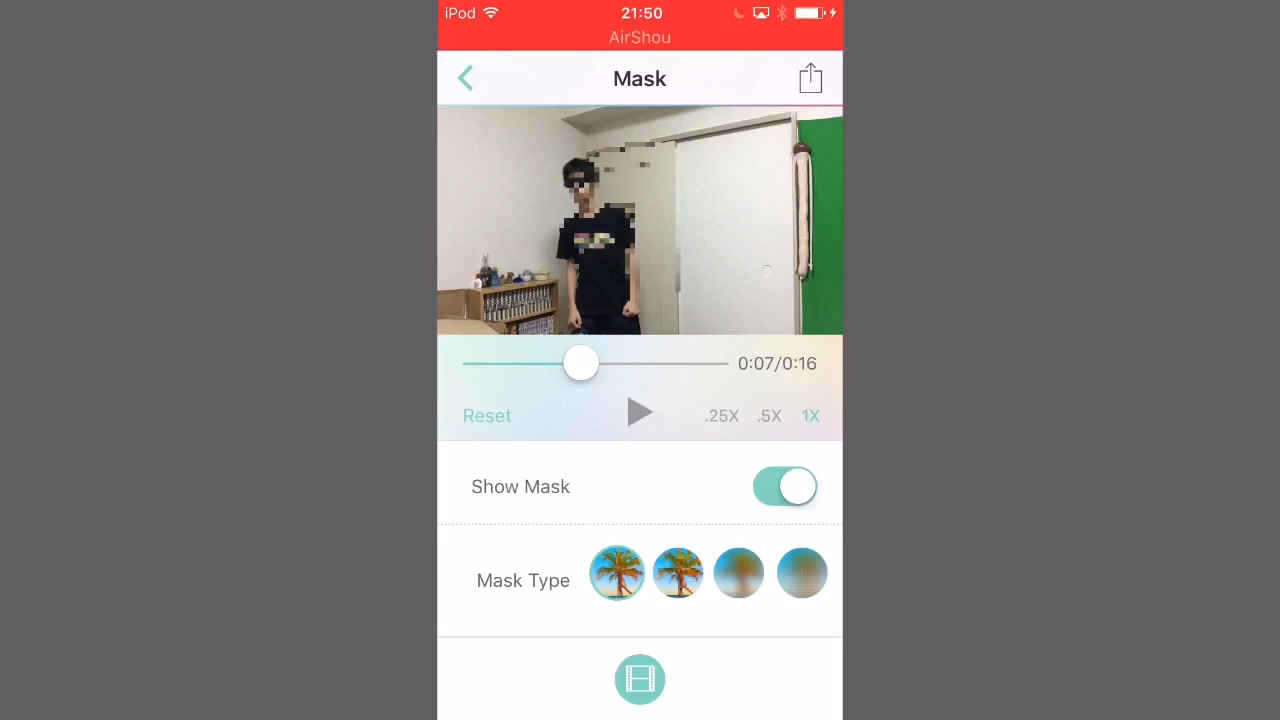 iPod 21:50
AirShou
Mask
0:07/0:16
Reset .25X .5X 1X
Show Mask
Mask Type